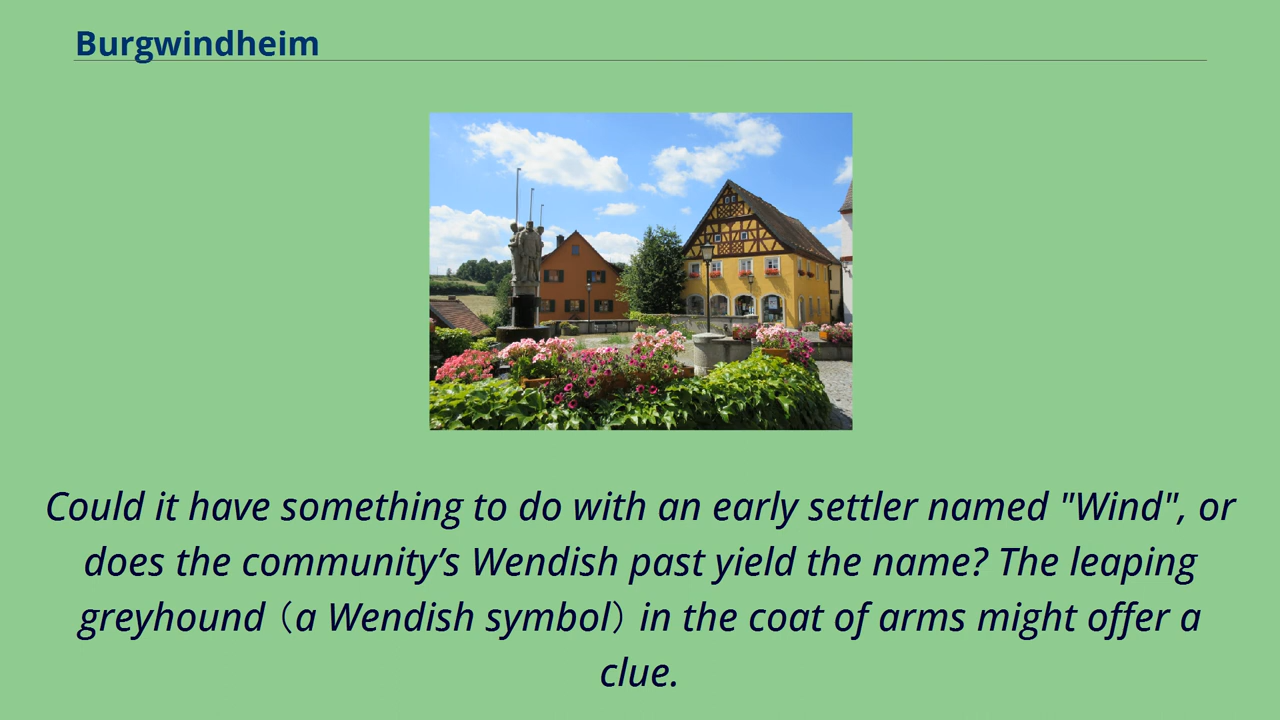 Burgwindheim
Could it have something to do with an early settler named "Wind", or
does the community’s Wendish past yield the name? The leaping
greyhound（a Wendish symbol）in the coat of arms might offer a
clue.